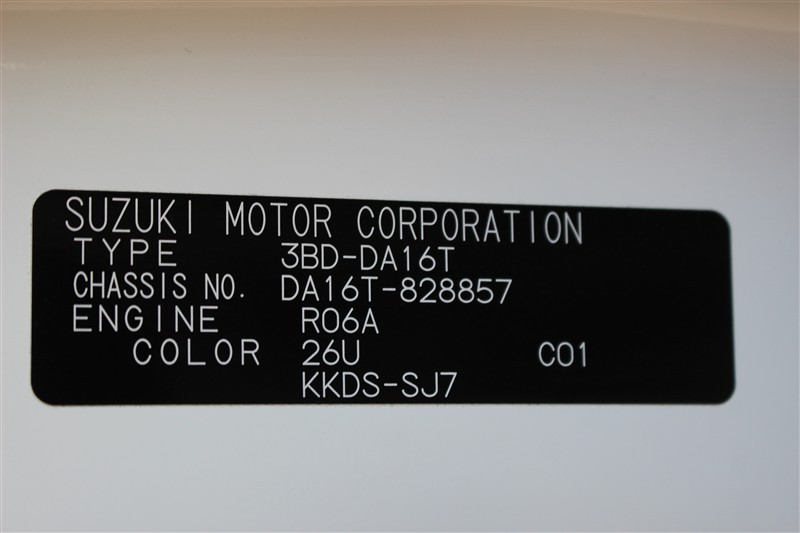 SUZUKI MOTOR CORPORATION
TYPE 3BD-DA16T
CHASSIS NO. DA16T-828857
ENGINE R06A
COLOR 26U C01
KKDS-SJ7